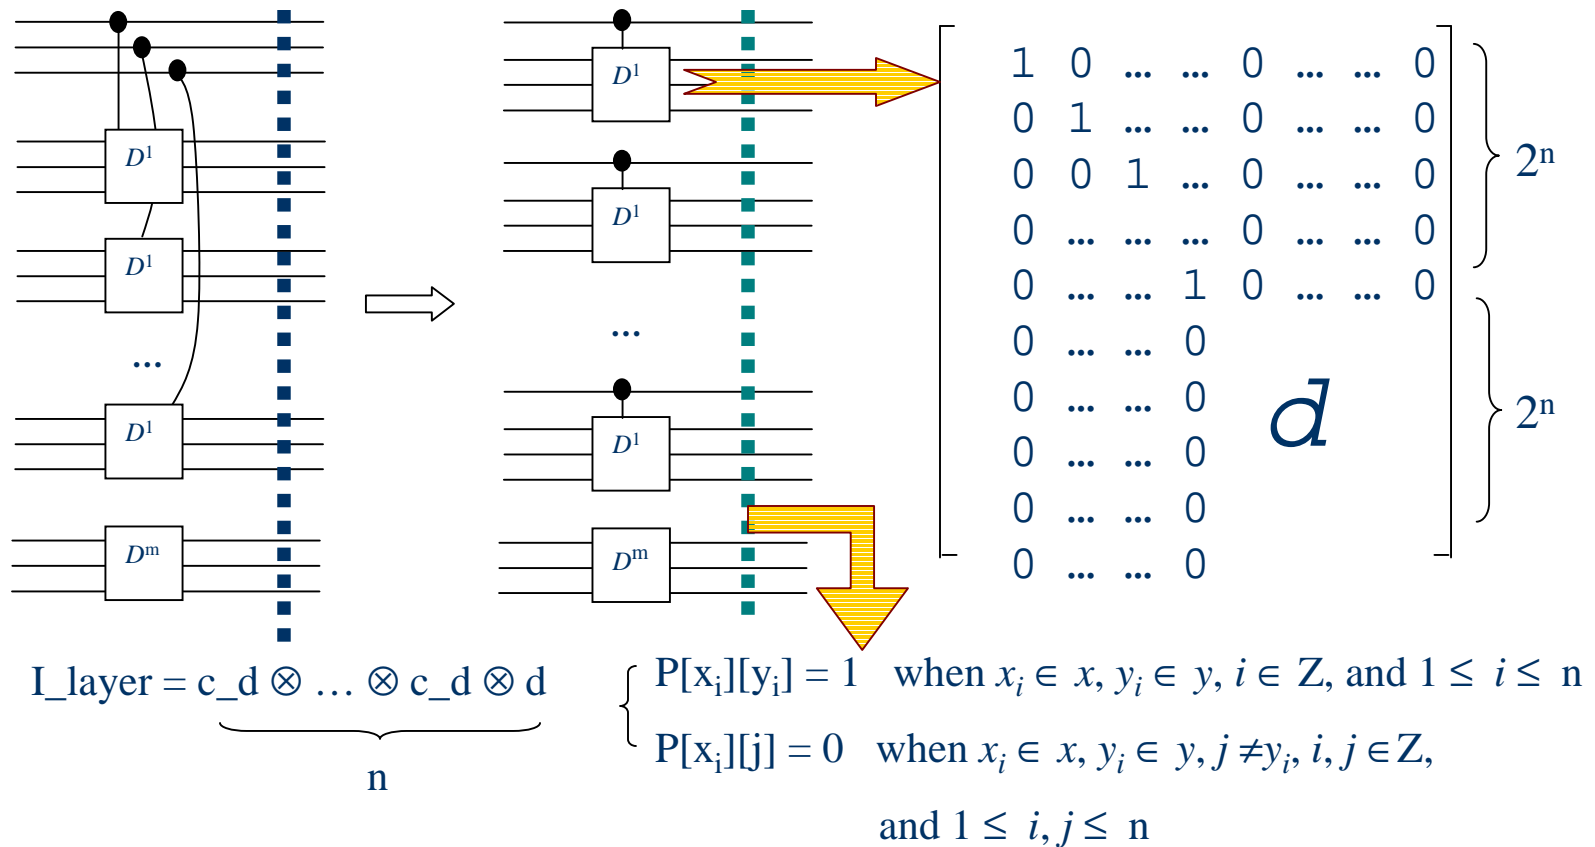 D¹
D¹
...
D¹
Dᵐ
D¹
D¹
...
D¹
Dᵐ
1 0 ... ... 0 ... ... 0
0 1 ... ... 0 ... ... 0
0 0 1 ... 0 ... ... 0
0 ... ... ... 0 ... ... 0
0 ... ... 1 0 ... ... 0
0 ... ... 0
0 ... ... 0
0 ... ... 0
0 ... ... 0
0 ... ... 0
d
2ⁿ
2ⁿ
I_layer = c_d ⊗ … ⊗ c_d ⊗ d
n
P[xᵢ][yᵢ] = 1 when xᵢ ∈ x, yᵢ ∈ y, i ∈ Z, and 1 ≤ i ≤ n
P[xᵢ][j] = 0 when xᵢ ∈ x, yᵢ ∈ y, j ≠ yᵢ, i, j ∈ Z,
and 1 ≤ i, j ≤ n